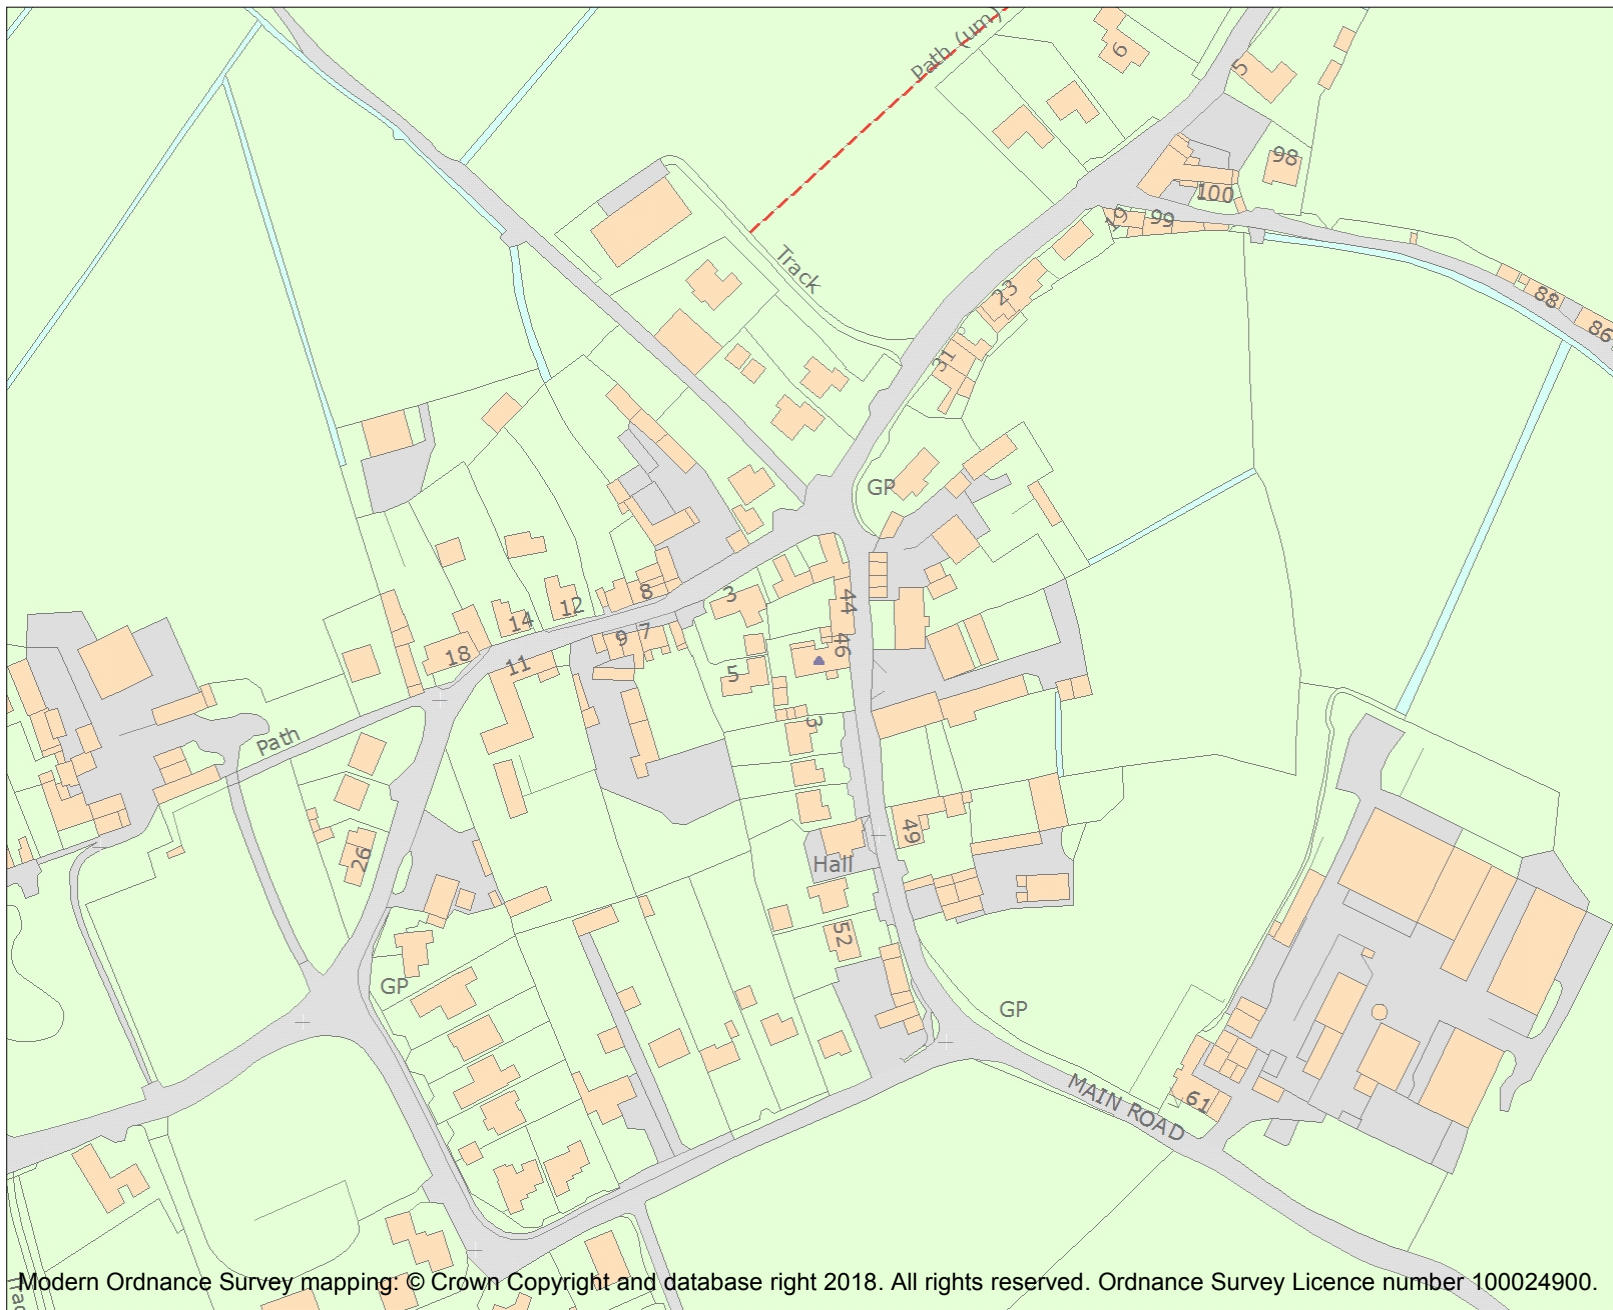 Path (um)
6
5
98
100
19
99
Track
23
88
86
31
GP
8
3
44
12
14
9
7
46
18
11
5
3
Path
49
26
Hall
52
GP
GP
MAIN ROAD
61
Modern Ordnance Survey mapping: © Crown Copyright and database right 2018. All rights reserved. Ordnance Survey Licence number 100024900.